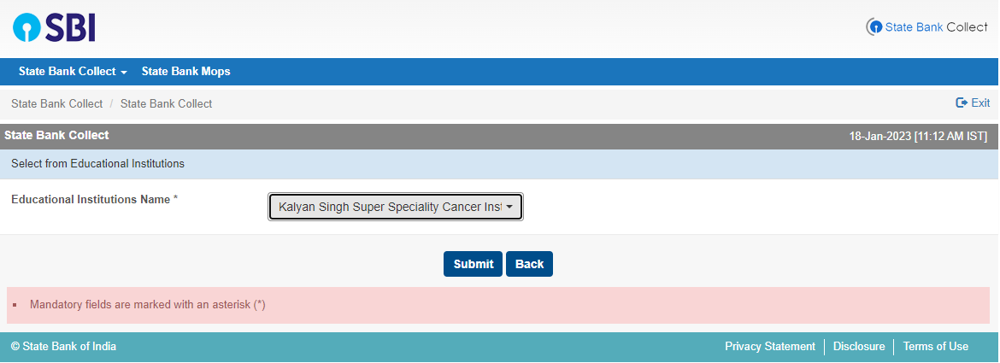 SBI
State Bank Collect
State Bank Collect State Bank Mops
State Bank Collect / State Bank Collect
Exit
State Bank Collect
18-Jan-2023 [11:12 AM IST]
Select from Educational Institutions
Educational Institutions Name *
Kalyan Singh Super Speciality Cancer Inst
Submit Back
Mandatory fields are marked with an asterisk (*)
© State Bank of India
Privacy Statement Disclosure Terms of Use